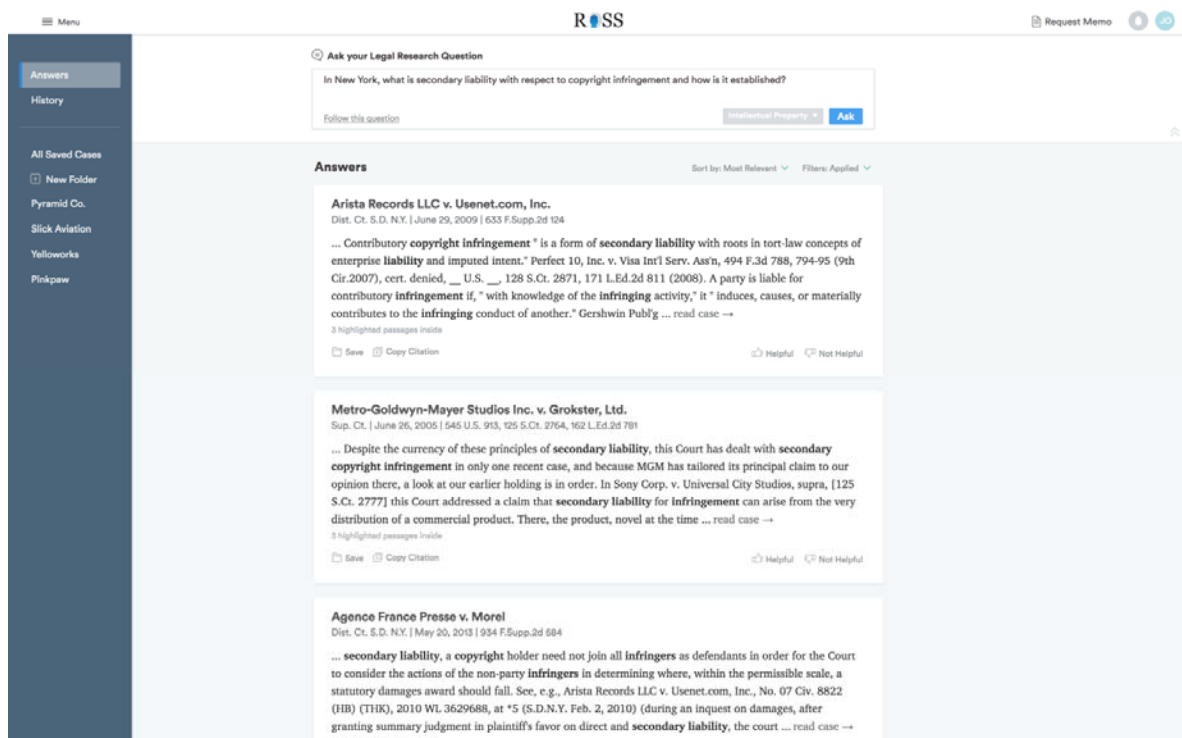 Menu
ROSS
Request Memo
JO
Answers
History
All Saved Cases
New Folder
Pyramid Co.
Slick Aviation
Yelloworks
Pinkpaw
Ask your Legal Research Question
In New York, what is secondary liability with respect to copyright infringement and how is it established?
Follow this question
Intellectual Property
Ask
Answers
Sort by: Most Relevant
Filters: Applied
Arista Records LLC v. Usenet.com, Inc.
Dist. Ct. S.D. N.Y. | June 29, 2009 | 633 F.Supp.2d 124
... Contributory copyright infringement " is a form of secondary liability with roots in tort-law concepts of
enterprise liability and imputed intent." Perfect 10, Inc. v. Visa Int'l Serv. Ass'n, 494 F.3d 788, 794-95 (9th
Cir.2007), cert. denied, __ U.S. __, 128 S.Ct. 2871, 171 L.Ed.2d 811 (2008). A party is liable for
contributory infringement if, " with knowledge of the infringing activity," it " induces, causes, or materially
contributes to the infringing conduct of another." Gershwin Publ'g ... read case →
3 highlighted passages inside
Save
Copy Citation
Helpful
Not Helpful
Metro-Goldwyn-Mayer Studios Inc. v. Grokster, Ltd.
Sup. Ct. | June 26, 2005 | 545 U.S. 913, 125 S.Ct. 2764, 162 L.Ed.2d 781
... Despite the currency of these principles of secondary liability, this Court has dealt with secondary
copyright infringement in only one recent case, and because MGM has tailored its principal claim to our
opinion there, a look at our earlier holding is in order. In Sony Corp. v. Universal City Studios, supra, [125
S.Ct. 2777] this Court addressed a claim that secondary liability for infringement can arise from the very
distribution of a commercial product. There, the product, novel at the time ... read case →
3 highlighted passages inside
Save
Copy Citation
Helpful
Not Helpful
Agence France Presse v. Morel
Dist. Ct. S.D. N.Y. | May 20, 2013 | 934 F.Supp.2d 584
... secondary liability, a copyright holder need not join all infringers as defendants in order for the Court
to consider the actions of the non-party infringers in determining where, within the permissible scale, a
statutory damages award should fall. See, e.g., Arista Records LLC v. Usenet.com, Inc., No. 07 Civ. 8822
(HB) (THK), 2010 WL 3629688, at *5 (S.D.N.Y. Feb. 2, 2010) (during an inquest on damages, after
granting summary judgment in plaintiff's favor on direct and secondary liability, the court ... read case →